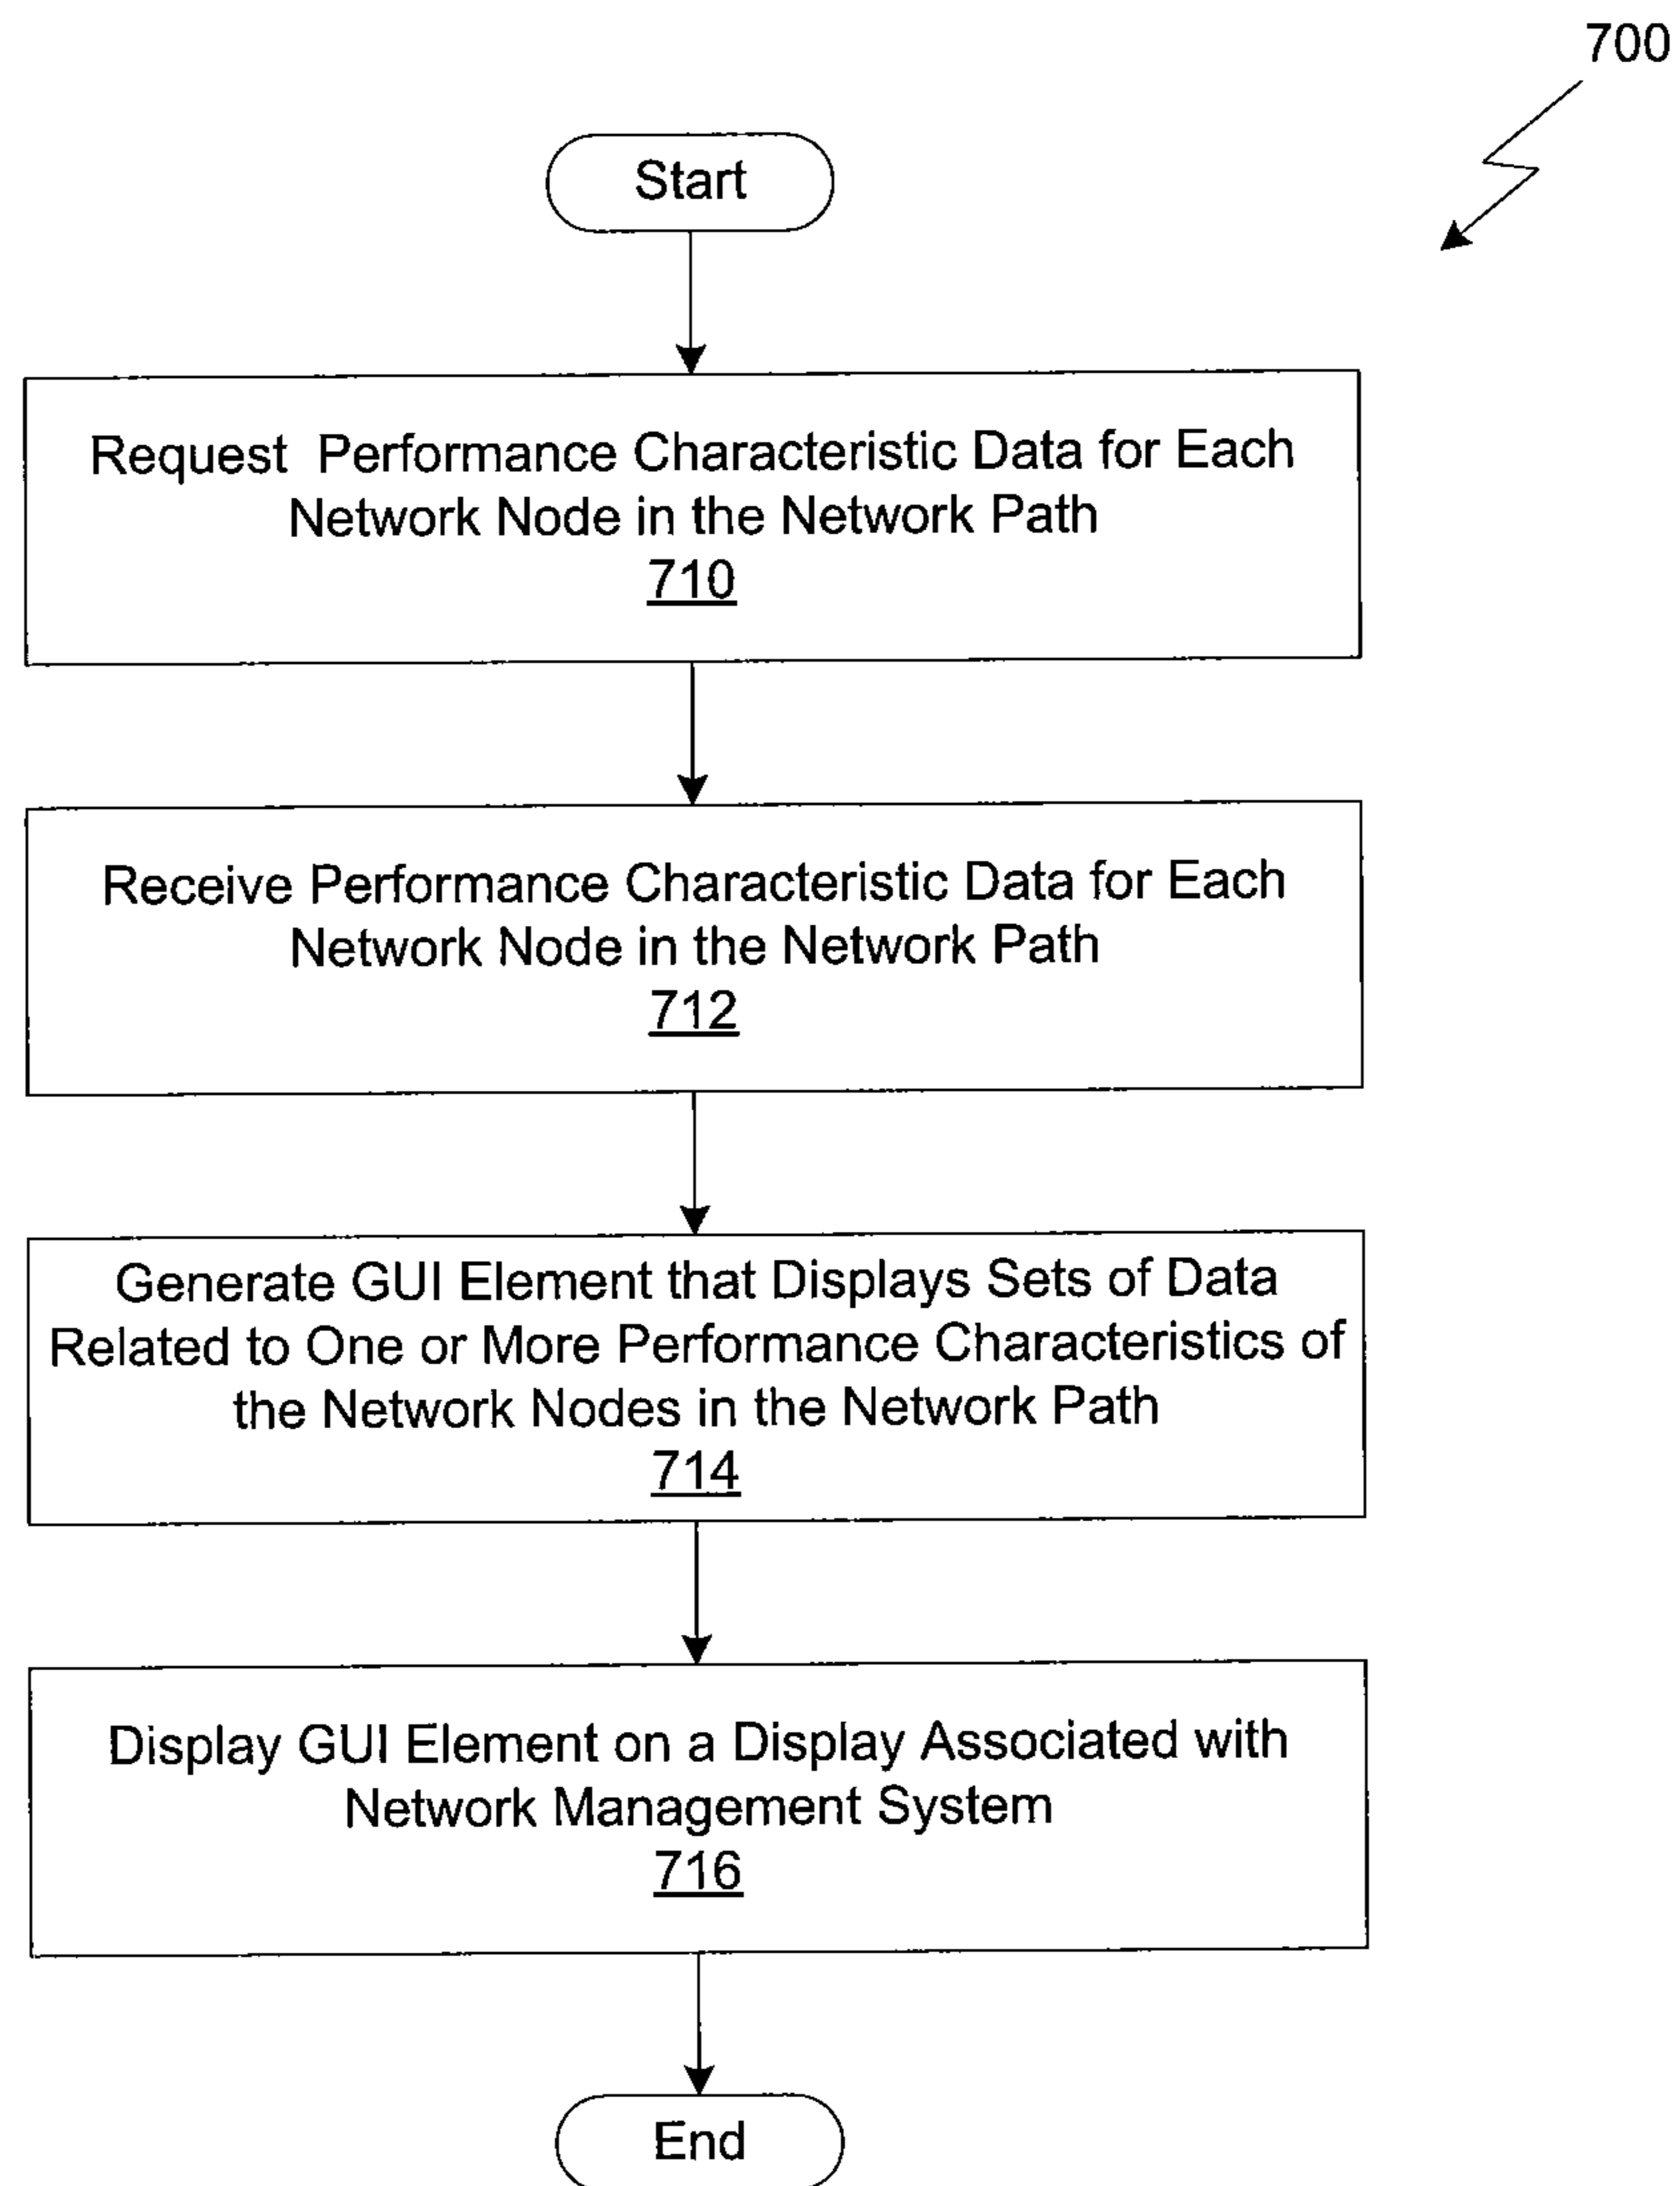 700
Start
Request Performance Characteristic Data for Each
Network Node in the Network Path
710
Receive Performance Characteristic Data for Each
Network Node in the Network Path
712
Generate GUI Element that Displays Sets of Data
Related to One or More Performance Characteristics of
the Network Nodes in the Network Path
714
Display GUI Element on a Display Associated with
Network Management System
716
End